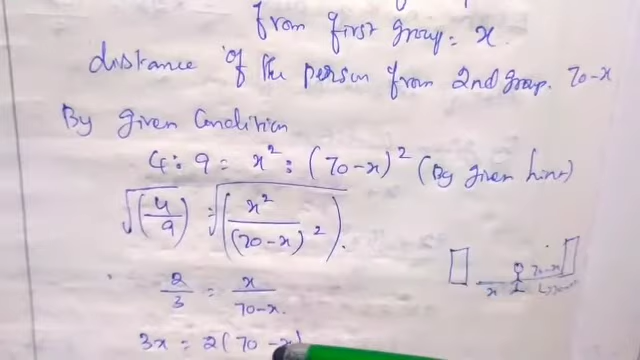 from first group = x.
distance of the person from 2nd group. 70-x
By given Condition
4 : 9 = x² : (70-x)² (By given hint)
√(4/9) = √(x²/(70-x)²).
2/3 = x/70-x.
70-x
x
3x = 2(70-x)